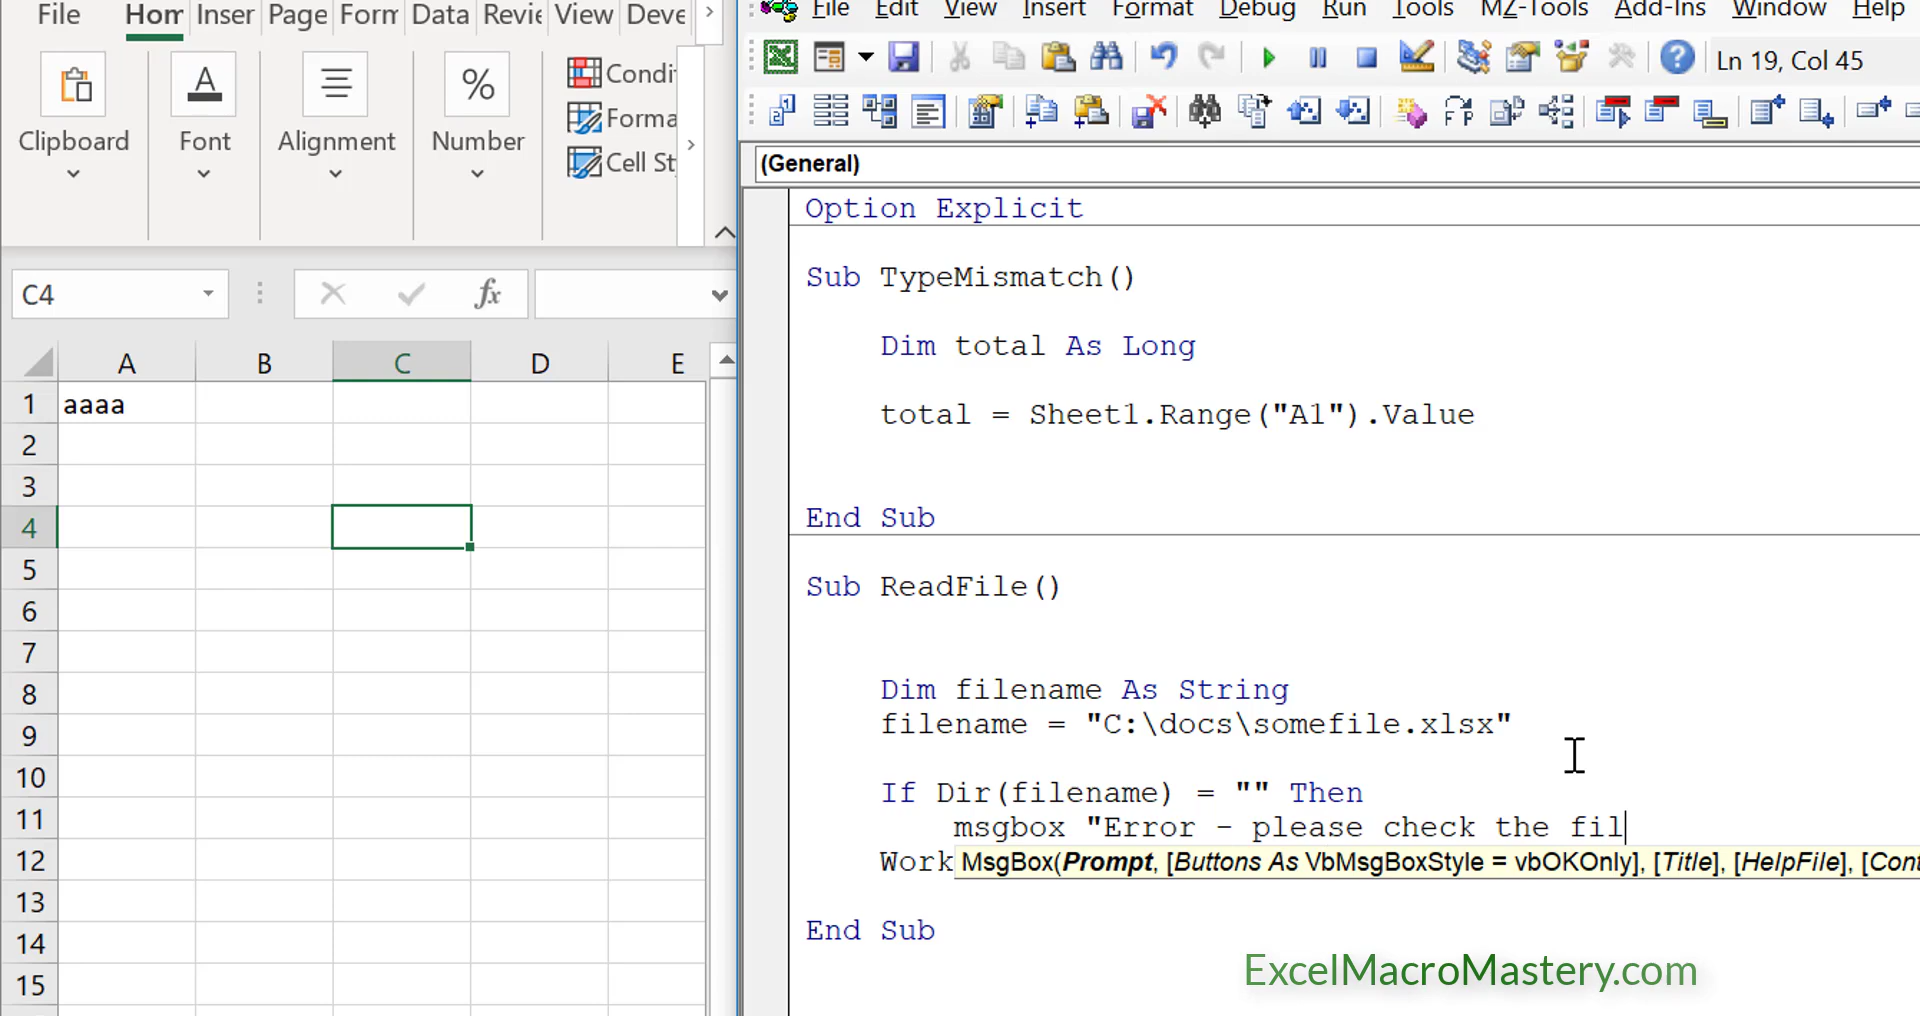 File Hom Inser Page Form Data Revie View Deve
Clipboard
Font
Alignment
%
Number
Condi
Forma
Cell St
C4
fx
A B C D E
1 aaaa
2
3
4
5
6
7
8
9
10
11
12
13
14
15
File Edit View Insert Format Debug Run Tools MZ-Tools Add-Ins Window Help
Ln 19, Col 45
(General)
Option Explicit
Sub TypeMismatch()
Dim total As Long
total = Sheet1.Range("A1").Value
End Sub
Sub ReadFile()
Dim filename As String
filename = "C:\docs\somefile.xlsx"
If Dir(filename) = "" Then
msgbox "Error - please check the fil
Work MsgBox(Prompt, [Buttons As VbMsgBoxStyle = vbOKOnly], [Title], [HelpFile], [Cont
End Sub
ExcelMacroMastery.com